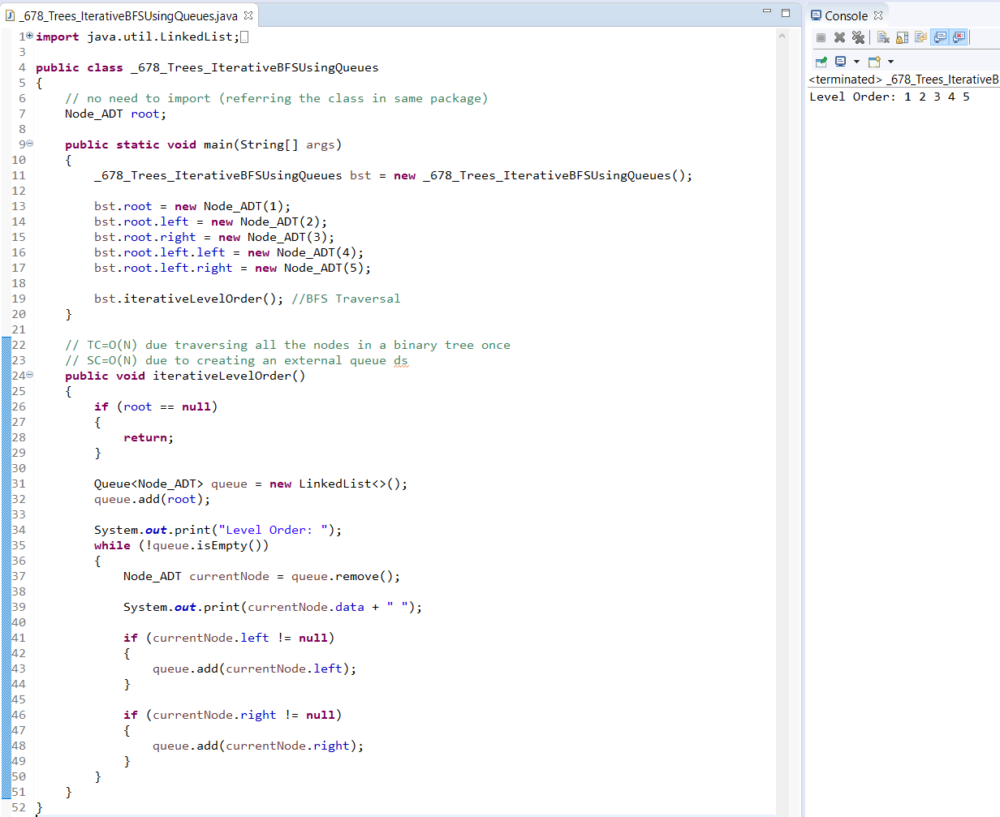 _678_Trees_IterativeBFSUsingQueues.java
Console
<terminated> _678_Trees_IterativeB
Level Order: 1 2 3 4 5
1 import java.util.LinkedList;
3
4 public class _678_Trees_IterativeBFSUsingQueues
5 {
6     // no need to import (referring the class in same package)
7     Node_ADT root;
8
9     public static void main(String[] args)
10     {
11         _678_Trees_IterativeBFSUsingQueues bst = new _678_Trees_IterativeBFSUsingQueues();
12
13         bst.root = new Node_ADT(1);
14         bst.root.left = new Node_ADT(2);
15         bst.root.right = new Node_ADT(3);
16         bst.root.left.left = new Node_ADT(4);
17         bst.root.left.right = new Node_ADT(5);
18
19         bst.iterativeLevelOrder(); //BFS Traversal
20     }
21
22     // TC=O(N) due traversing all the nodes in a binary tree once
23     // SC=O(N) due to creating an external queue ds
24     public void iterativeLevelOrder()
25     {
26         if (root == null)
27         {
28             return;
29         }
30
31         Queue<Node_ADT> queue = new LinkedList<>();
32         queue.add(root);
33
34         System.out.print("Level Order: ");
35         while (!queue.isEmpty())
36         {
37             Node_ADT currentNode = queue.remove();
38
39             System.out.print(currentNode.data + " ");
40
41             if (currentNode.left != null)
42             {
43                 queue.add(currentNode.left);
44             }
45
46             if (currentNode.right != null)
47             {
48                 queue.add(currentNode.right);
49             }
50         }
51     }
52 }